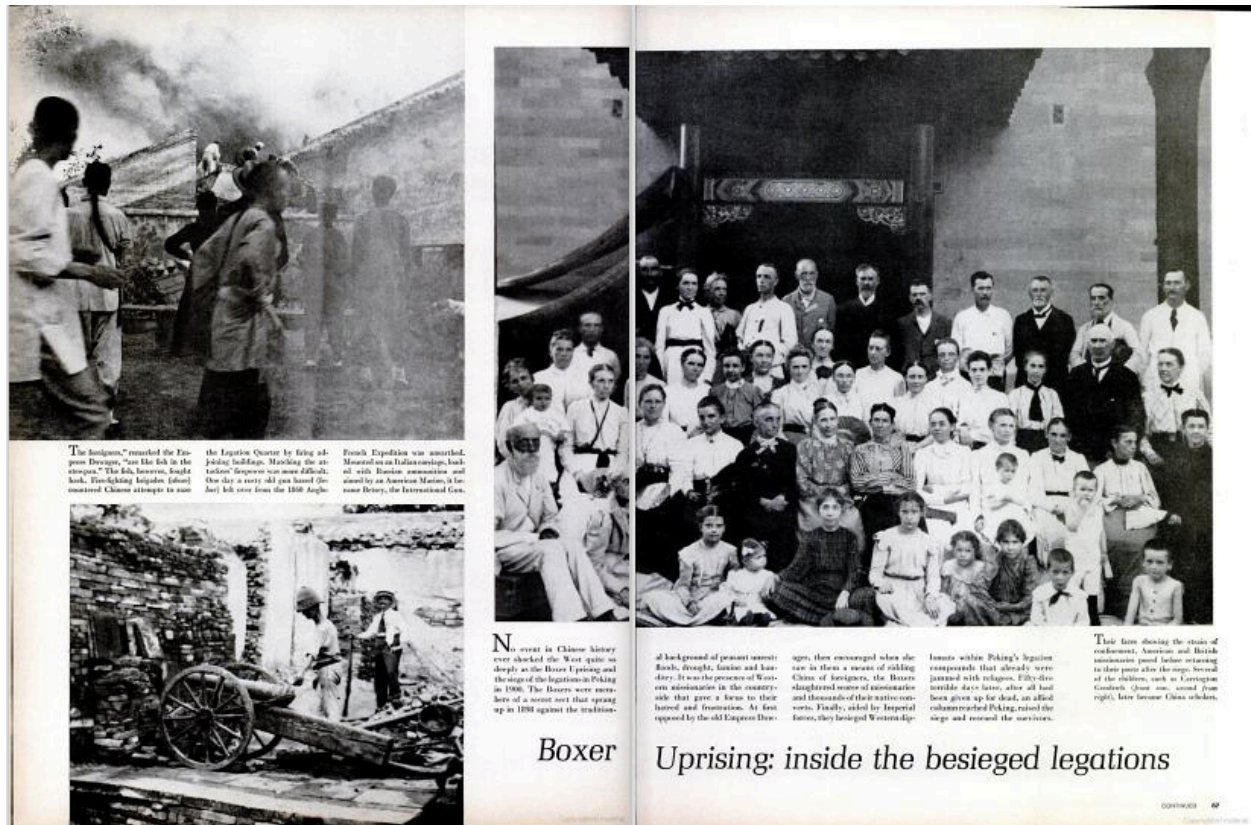 The foreigners," remarked the Em-
press Dowager, "are like fish in the
stewpan." The fish, however, fought
back. Fire-fighting brigades (above)
countered Chinese attempts to raze
the Legation Quarter by firing ad-
joining buildings. Matching the at-
tackers' firepower was more difficult.
One day a rusty old gun barrel (be-
low) left over from the 1860 Anglo-
French Expedition was unearthed.
Mounted on an Italian carriage, load-
ed with Russian ammunition and
aimed by an American Marine, it be-
came Betsey, the International Gun.
No event in Chinese history
ever shocked the West quite so
deeply as the Boxer Uprising and
the siege of the legations in Peking
in 1900. The Boxers were mem-
bers of a secret sect that sprang
up in 1898 against the tradition-
al background of peasant unrest:
floods, drought, famine and ban-
ditry. It was the presence of West-
ern missionaries in the country-
side that gave a focus to their
hatred and frustration. At first
opposed by the old Empress Dow-
ager, then encouraged when she
saw in them a means of ridding
China of foreigners, the Boxers
slaughtered scores of missionaries
and thousands of their native con-
verts. Finally, aided by Imperial
forces, they besieged Western dip-
lomats within Peking's legation
compounds that already were
jammed with refugees. Fifty-five
terrible days later, after all had
been given up for dead, an allied
column reached Peking, raised the
siege and rescued the survivors.
Their faces showing the strain of
confinement, American and British
missionaries posed before returning
to their posts after the siege. Several
of the children, such as Carrington
Goodrich (front row, second from
right), later became China scholars.
Boxer Uprising: inside the besieged legations
CONTINUED 67
Copyrighted material
Copyrighted material